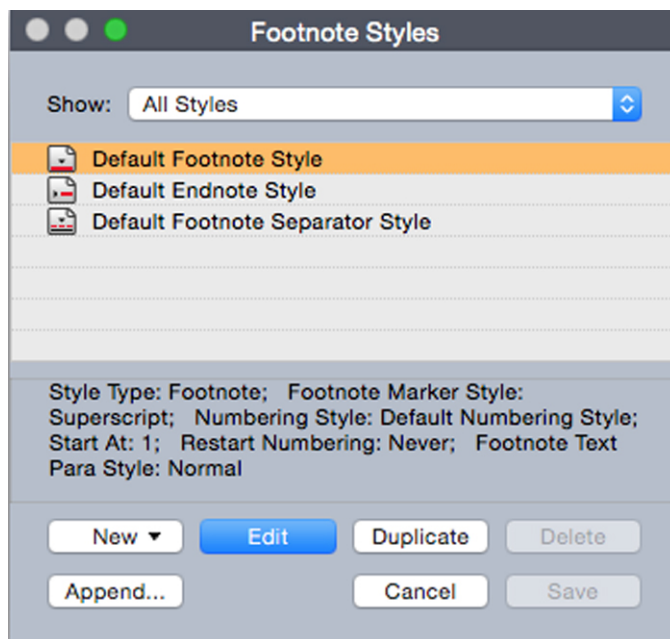 Footnote Styles
Show: All Styles
Default Footnote Style
Default Endnote Style
Default Footnote Separator Style
Style Type: Footnote; Footnote Marker Style:
Superscript; Numbering Style: Default Numbering Style;
Start At: 1; Restart Numbering: Never; Footnote Text
Para Style: Normal
New Edit Duplicate Delete
Append... Cancel Save